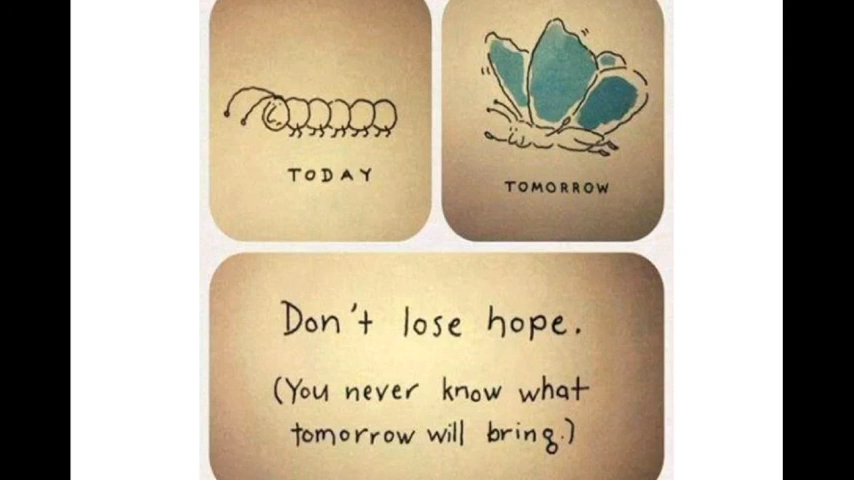 TODAY
TOMORROW
Don't lose hope.
(You never know what
tomorrow will bring.)